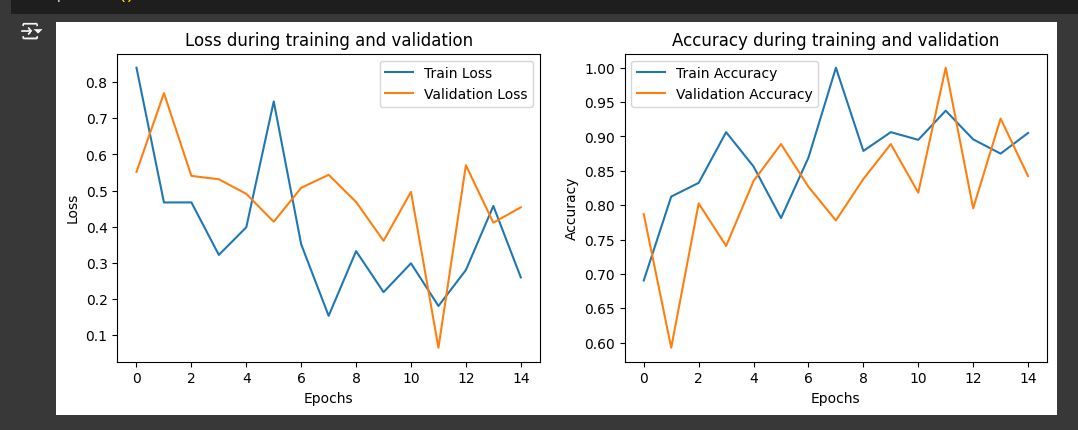 Loss during training and validation
Train Loss
Validation Loss
0.8
0.7
0.6
0.5
0.4
0.3
0.2
0.1
Loss
0 2 4 6 8 10 12 14
Epochs
Accuracy during training and validation
Train Accuracy
Validation Accuracy
1.00
0.95
0.90
0.85
0.80
0.75
0.70
0.65
0.60
Accuracy
0 2 4 6 8 10 12 14
Epochs